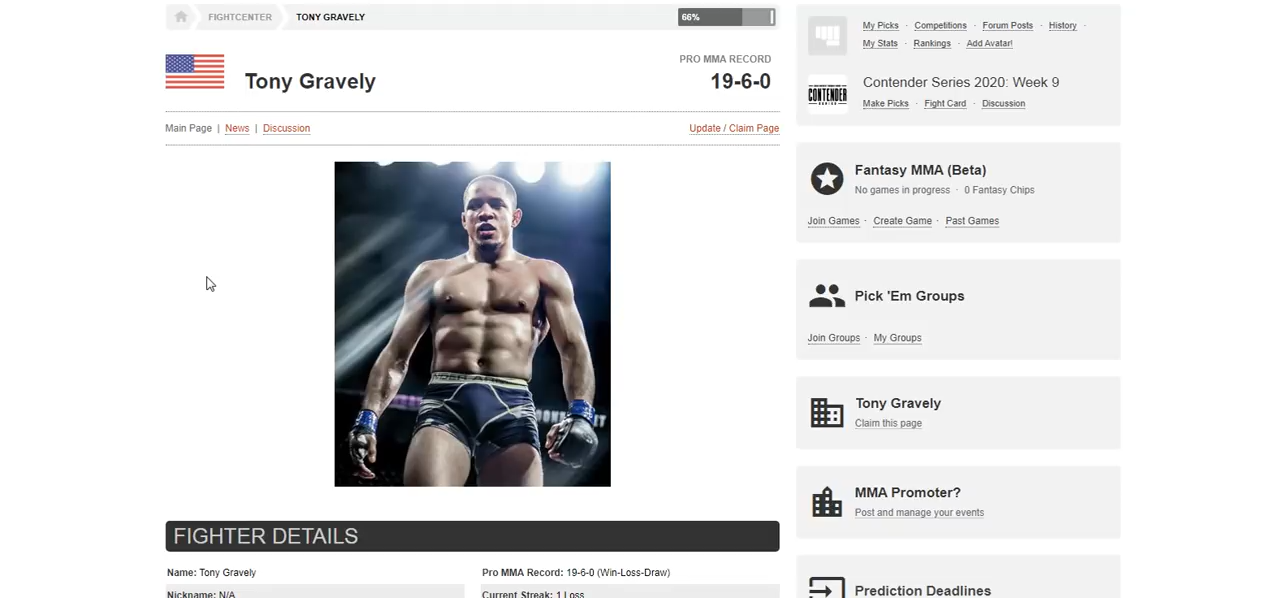 FIGHTCENTER
TONY GRAVELY
66%
Tony Gravely
PRO MMA RECORD
19-6-0
Main Page | News | Discussion
Update / Claim Page
FIGHTER DETAILS
Name: Tony Gravely
Pro MMA Record: 19-6-0 (Win-Loss-Draw)
Nickname: N/A
Current Streak: 1 Loss
My Picks · Competitions · Forum Posts · History ·
My Stats · Rankings · Add Avatar!
CONTENDER
SERIES
Contender Series 2020: Week 9
Make Picks · Fight Card · Discussion
Fantasy MMA (Beta)
No games in progress · 0 Fantasy Chips
Join Games · Create Game · Past Games
Pick 'Em Groups
Join Groups · My Groups
Tony Gravely
Claim this page
MMA Promoter?
Post and manage your events
Prediction Deadlines